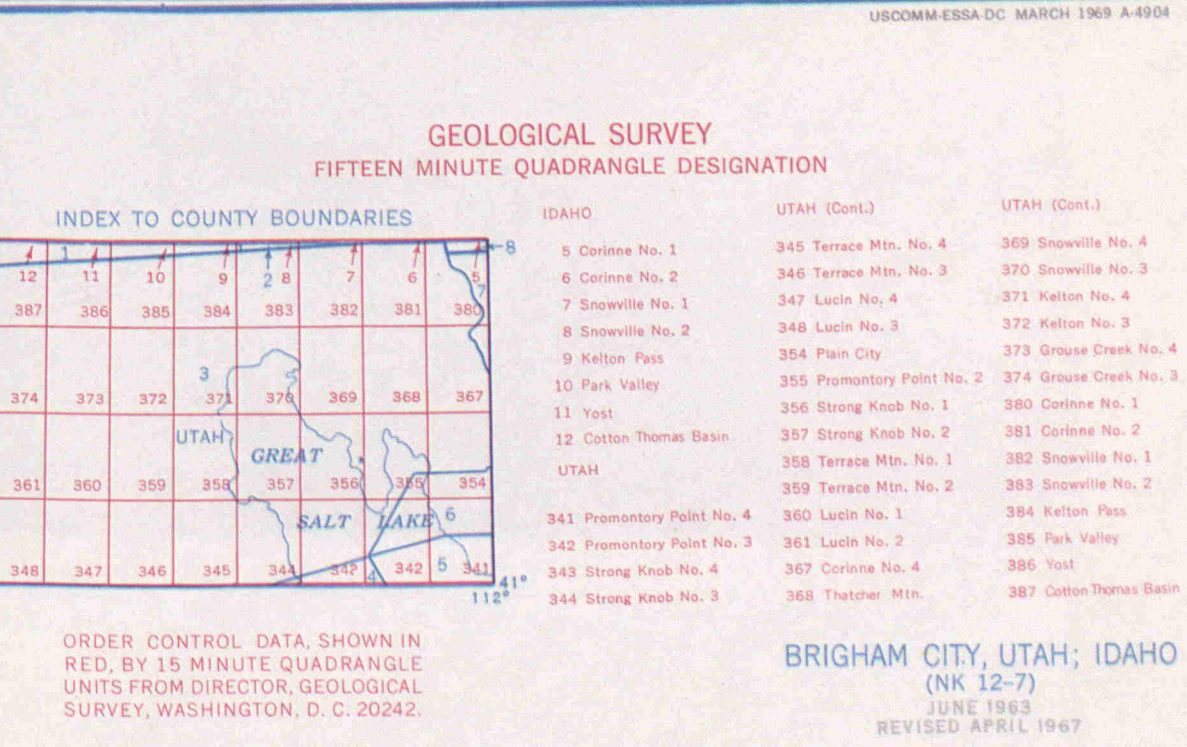 USCOMM-ESSA-DC MARCH 1969 A-4904
GEOLOGICAL SURVEY
FIFTEEN MINUTE QUADRANGLE DESIGNATION
INDEX TO COUNTY BOUNDARIES
1 8
12 11 10 9 2 8 7 6 5
7
387 386 385 384 383 382 381 380
3
374 373 372 371 370 369 368 367
UTAH
GREAT
361 360 359 358 357 356 355 354
SALT LAKE 6
348 347 346 345 344 342 4 342 5 341
41°
112°
IDAHO
5 Corinne No. 1
6 Corinne No. 2
7 Snowville No. 1
8 Snowville No. 2
9 Kelton Pass
10 Park Valley
11 Yost
12 Cotton Thomas Basin
UTAH
341 Promontory Point No. 4
342 Promontory Point No. 3
343 Strong Knob No. 4
344 Strong Knob No. 3
UTAH (Cont.)
345 Terrace Mtn. No. 4
346 Terrace Mtn. No. 3
347 Lucin No. 4
348 Lucin No. 3
354 Plain City
355 Promontory Point No. 2
356 Strong Knob No. 1
357 Strong Knob No. 2
358 Terrace Mtn. No. 1
359 Terrace Mtn. No. 2
360 Lucin No. 1
361 Lucin No. 2
367 Corinne No. 4
368 Thatcher Mtn.
UTAH (Cont.)
369 Snowville No. 4
370 Snowville No. 3
371 Kelton No. 4
372 Kelton No. 3
373 Grouse Creek No. 4
374 Grouse Creek No. 3
380 Corinne No. 1
381 Corinne No. 2
382 Snowville No. 1
383 Snowville No. 2
384 Kelton Pass
385 Park Valley
386 Yost
387 Cotton Thomas Basin
ORDER CONTROL DATA, SHOWN IN
RED, BY 15 MINUTE QUADRANGLE
UNITS FROM DIRECTOR, GEOLOGICAL
SURVEY, WASHINGTON, D. C. 20242.
BRIGHAM CITY, UTAH; IDAHO
(NK 12-7)
JUNE 1963
REVISED APRIL 1967